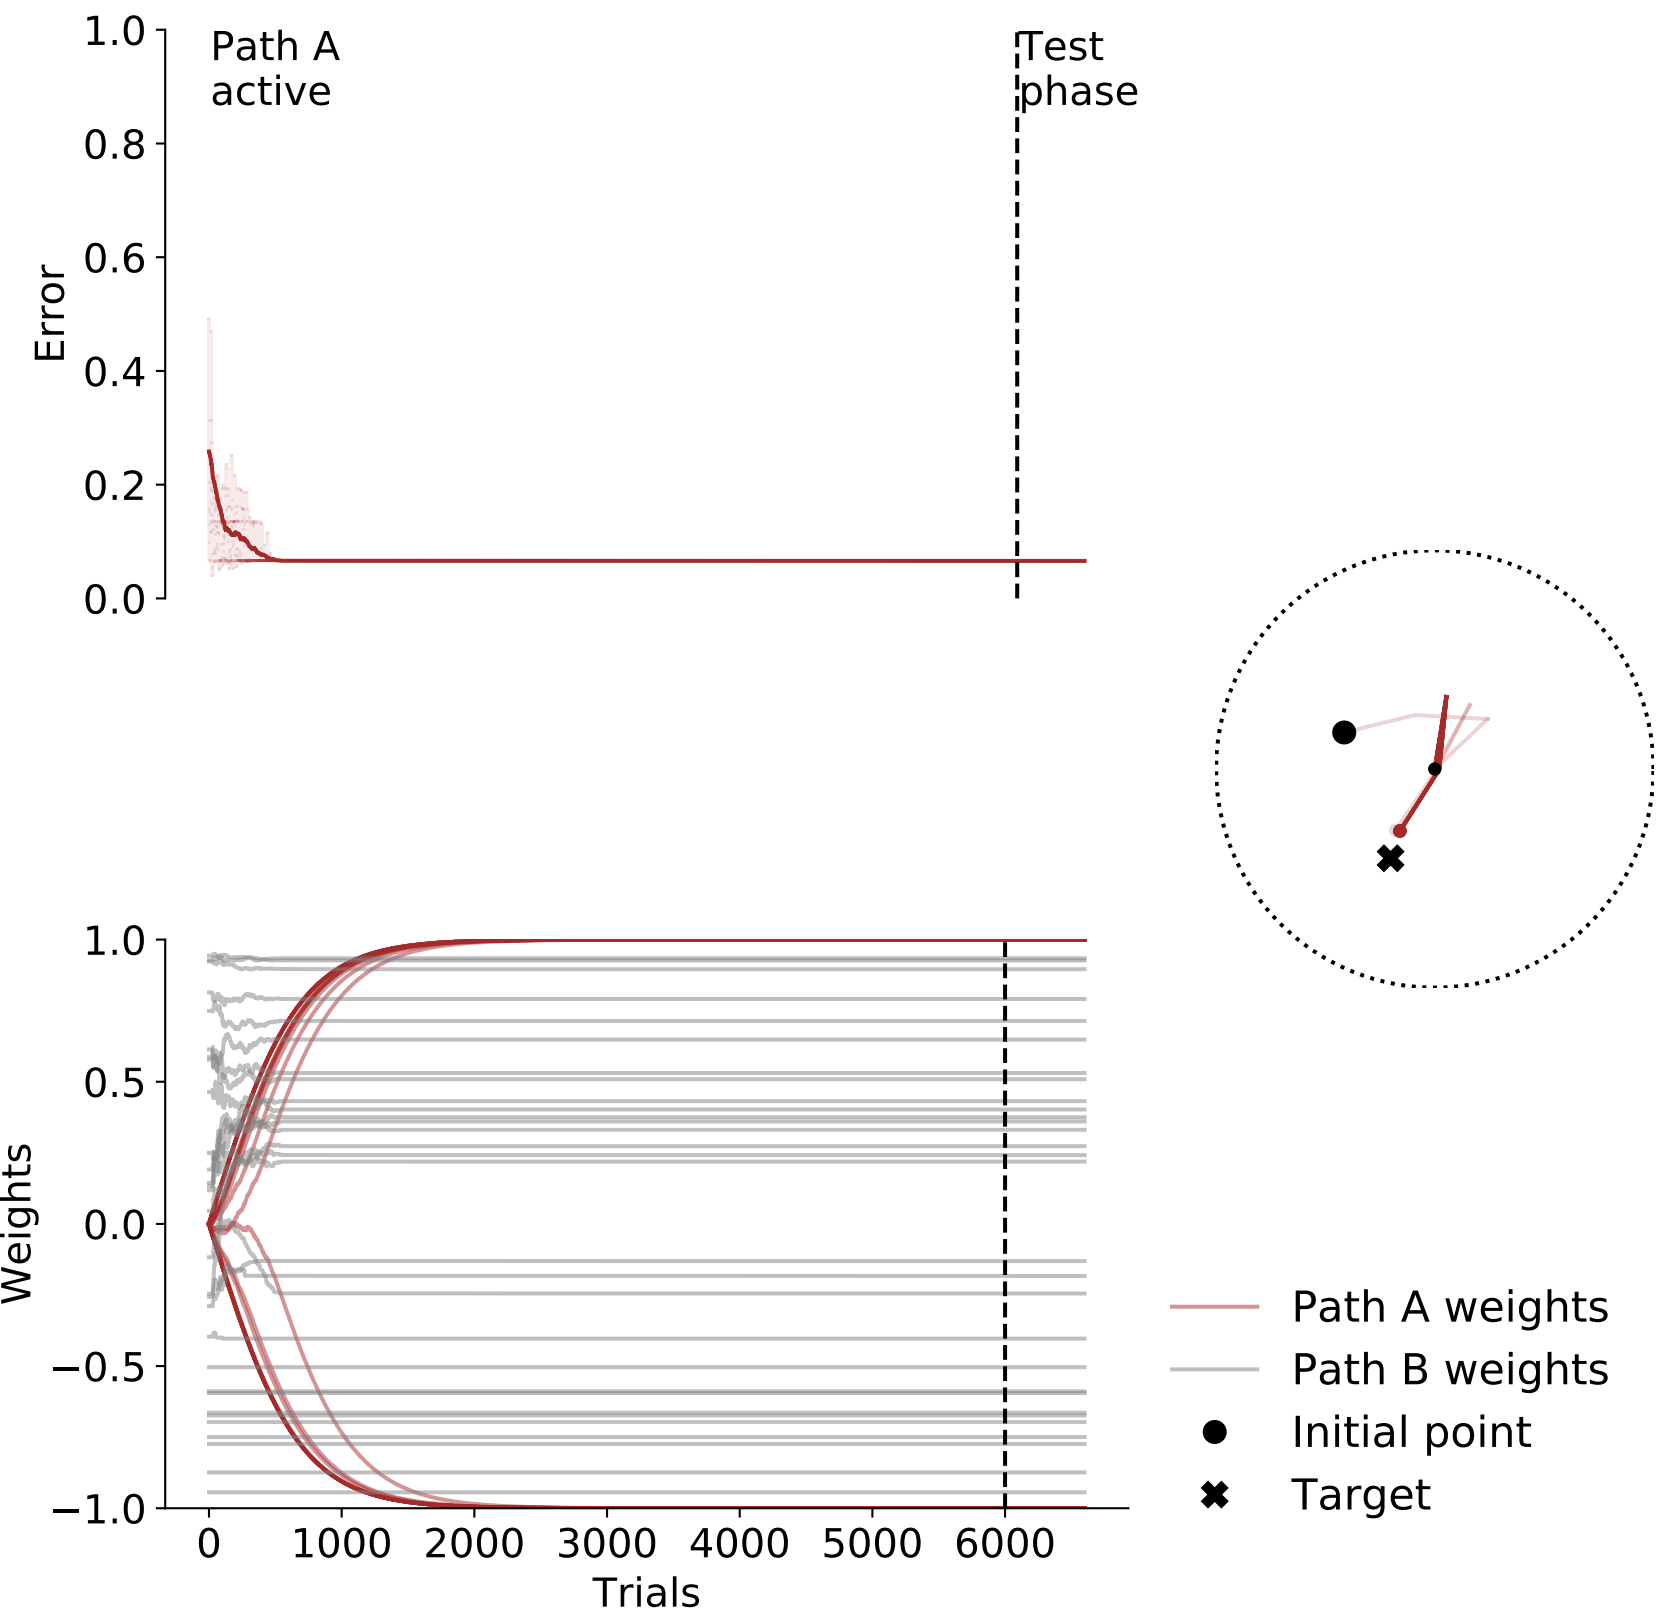 Path A
active
Test
phase
1.0
0.8
0.6
0.4
0.2
0.0
Error
1.0
0.5
0.0
−0.5
−1.0
Weights
0
1000
2000
3000
4000
5000
6000
Trials
Path A weights
Path B weights
Initial point
Target